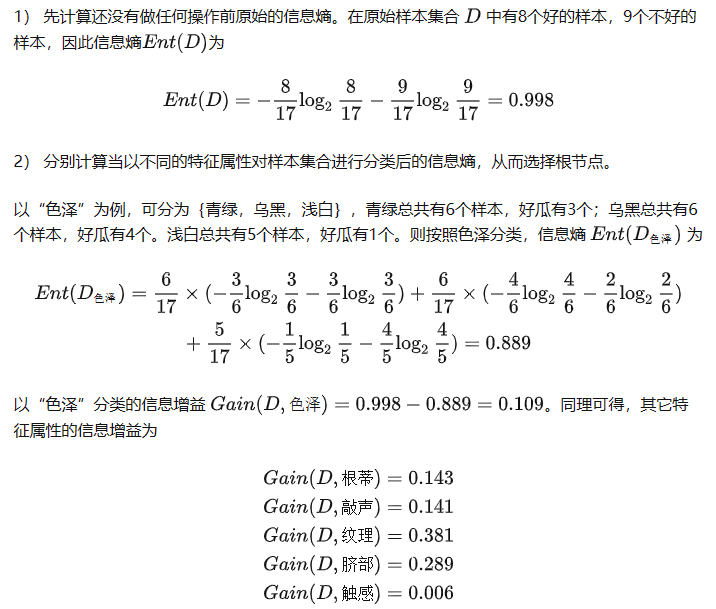 1） 先计算还没有做任何操作前原始的信息熵。在原始样本集合 D 中有8个好的样本，9个不好的
样本，因此信息熵Ent(D)为
Ent(D) = −\frac{8}{17}log₂\frac{8}{17} − \frac{9}{17}log₂\frac{9}{17} = 0.998
2） 分别计算当以不同的特征属性对样本集合进行分类后的信息熵，从而选择根节点。
以“色泽”为例，可分为｛青绿，乌黑，浅白｝，青绿总共有6个样本，好瓜有3个；乌黑总共有6
个样本，好瓜有4个。浅白总共有5个样本，好瓜有1个。则按照色泽分类，信息熵 Ent(D色泽) 为
Ent(D色泽) = \frac{6}{17} × (−\frac{3}{6}log₂\frac{3}{6} − \frac{3}{6}log₂\frac{3}{6}) + \frac{6}{17} × (−\frac{4}{6}log₂\frac{4}{6} − \frac{2}{6}log₂\frac{2}{6})
+ \frac{5}{17} × (−\frac{1}{5}log₂\frac{1}{5} − \frac{4}{5}log₂\frac{4}{5}) = 0.889
以“色泽”分类的信息增益 Gain(D, 色泽) = 0.998 − 0.889 = 0.109。同理可得，其它特
征属性的信息增益为
Gain(D, 根蒂) = 0.143
Gain(D, 敲声) = 0.141
Gain(D, 纹理) = 0.381
Gain(D, 脐部) = 0.289
Gain(D, 触感) = 0.006